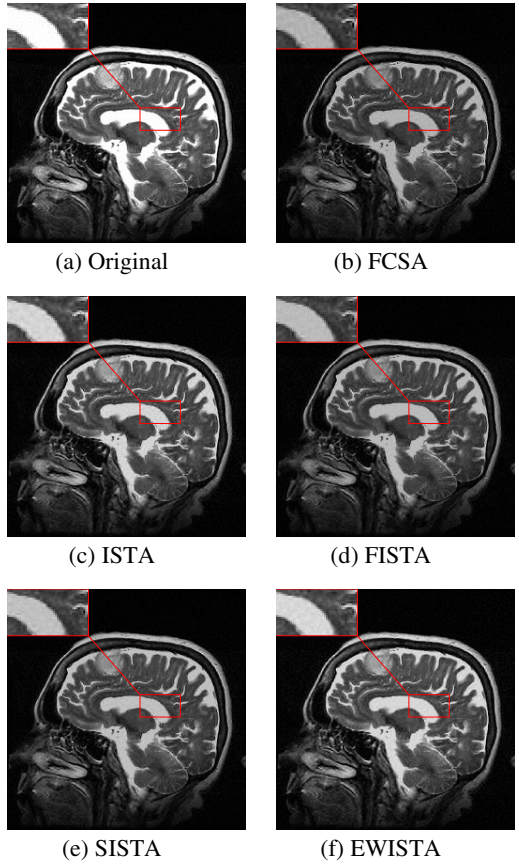 (a) Original
(b) FCSA
(c) ISTA
(d) FISTA
(e) SISTA
(f) EWISTA